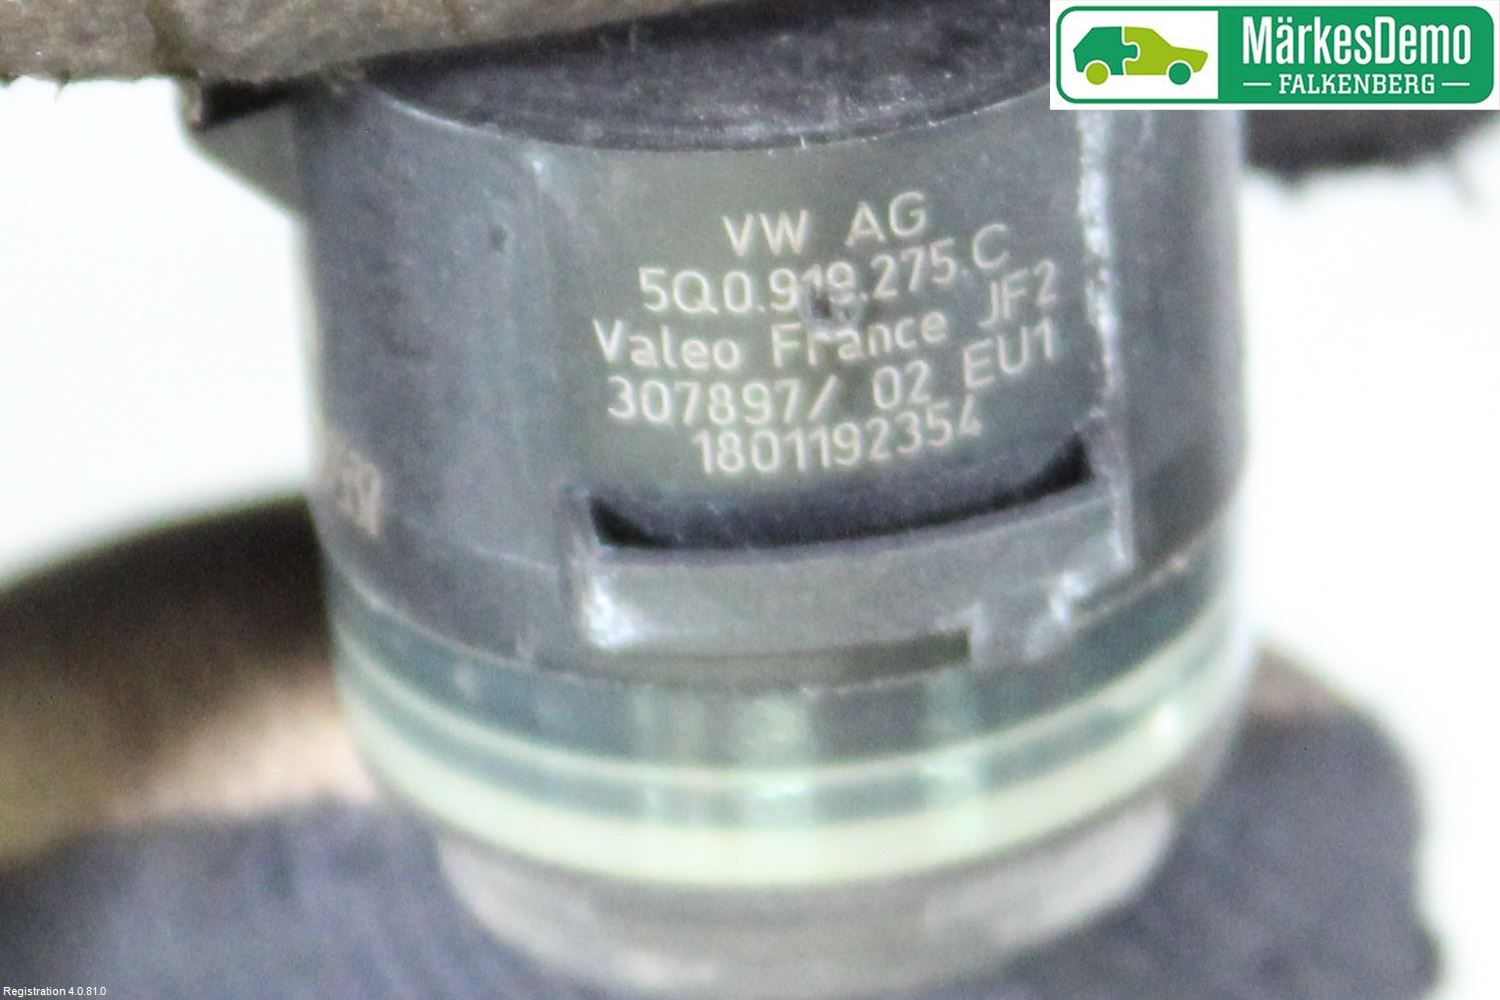 MärkesDemo
FALKENBERG
VW AG
5Q0.919.275.C
Valeo France JF2
307897/ 02 EU1
1801192354
Registration 4.0.81.0